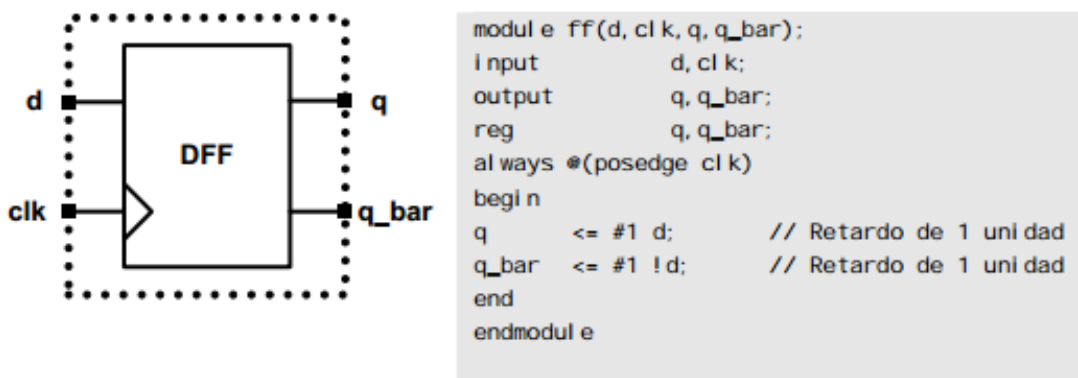 d
clk
DFF
q
q_bar
module ff(d,clk,q,q_bar);
input d,clk;
output q,q_bar;
reg q,q_bar;
always @(posedge clk)
begin
q <= #1 d; // Retardo de 1 unidad
q_bar <= #1 !d; // Retardo de 1 unidad
end
endmodule